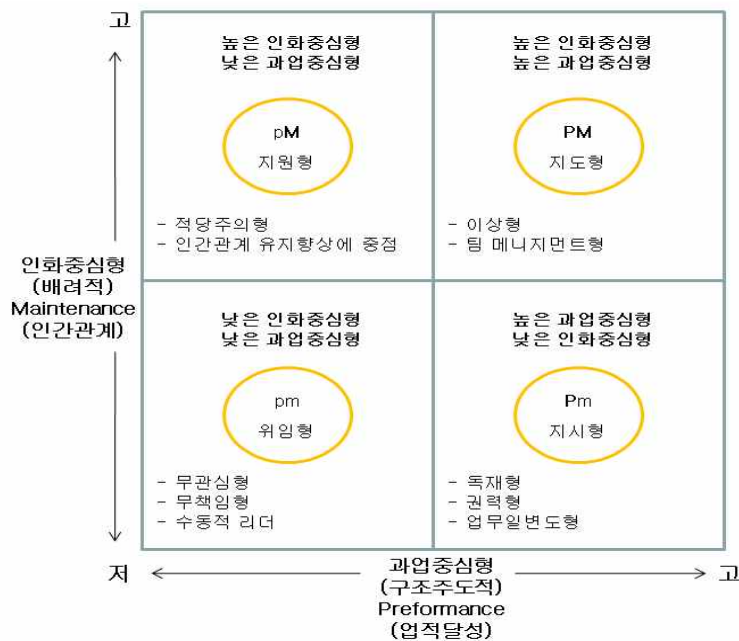 고
높은 인화중심형
낮은 과업중심형
pM
지원형
- 적당주의형
- 인간관계 유지향상에 중점
높은 인화중심형
높은 과업중심형
PM
지도형
- 이상형
- 팀 메니지먼트형
인화중심형
(배려적)
Maintenance
(인간관계)
낮은 인화중심형
낮은 과업중심형
pm
위임형
- 무관심형
- 무책임형
- 수동적 리더
높은 과업중심형
낮은 인화중심형
Pm
지시형
- 독재형
- 권력형
- 업무일변도형
저
과업중심형
(구조주도적)
Preformance
(업적달성)
고